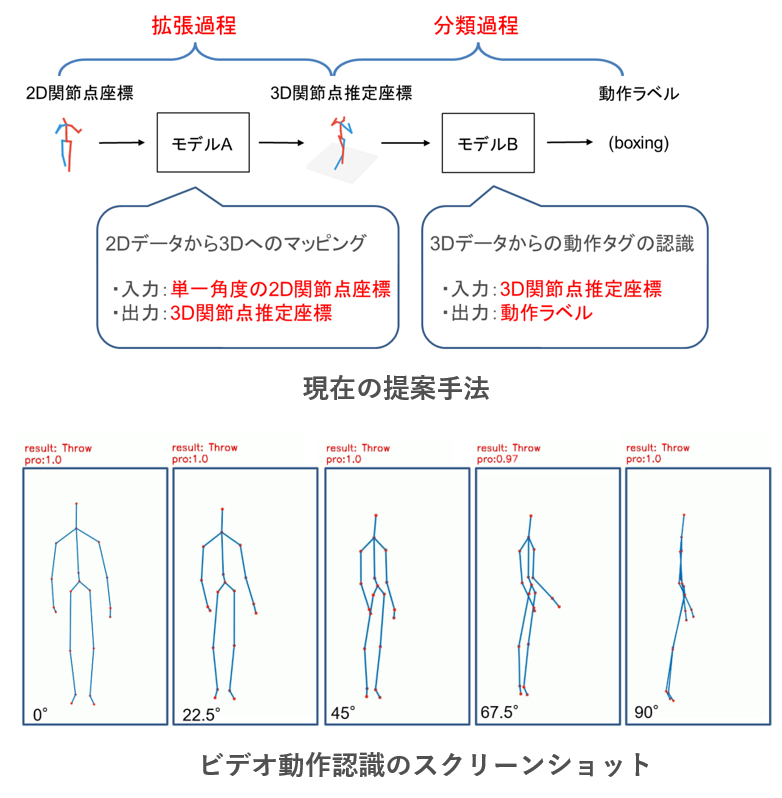 拡張過程
分類過程
2D関節点座標
3D関節点推定座標
動作ラベル
モデルA
モデルB
(boxing)
2Dデータから3Dへのマッピング
・入力：単一角度の2D関節点座標
・出力：3D関節点推定座標
3Dデータからの動作タグの認識
・入力：3D関節点推定座標
・出力：動作ラベル
現在の提案手法
result: Throw
pro:1.0
result: Throw
pro:1.0
result: Throw
pro:1.0
result: Throw
pro:0.97
result: Throw
pro:1.0
0°
22.5°
45°
67.5°
90°
ビデオ動作認識のスクリーンショット